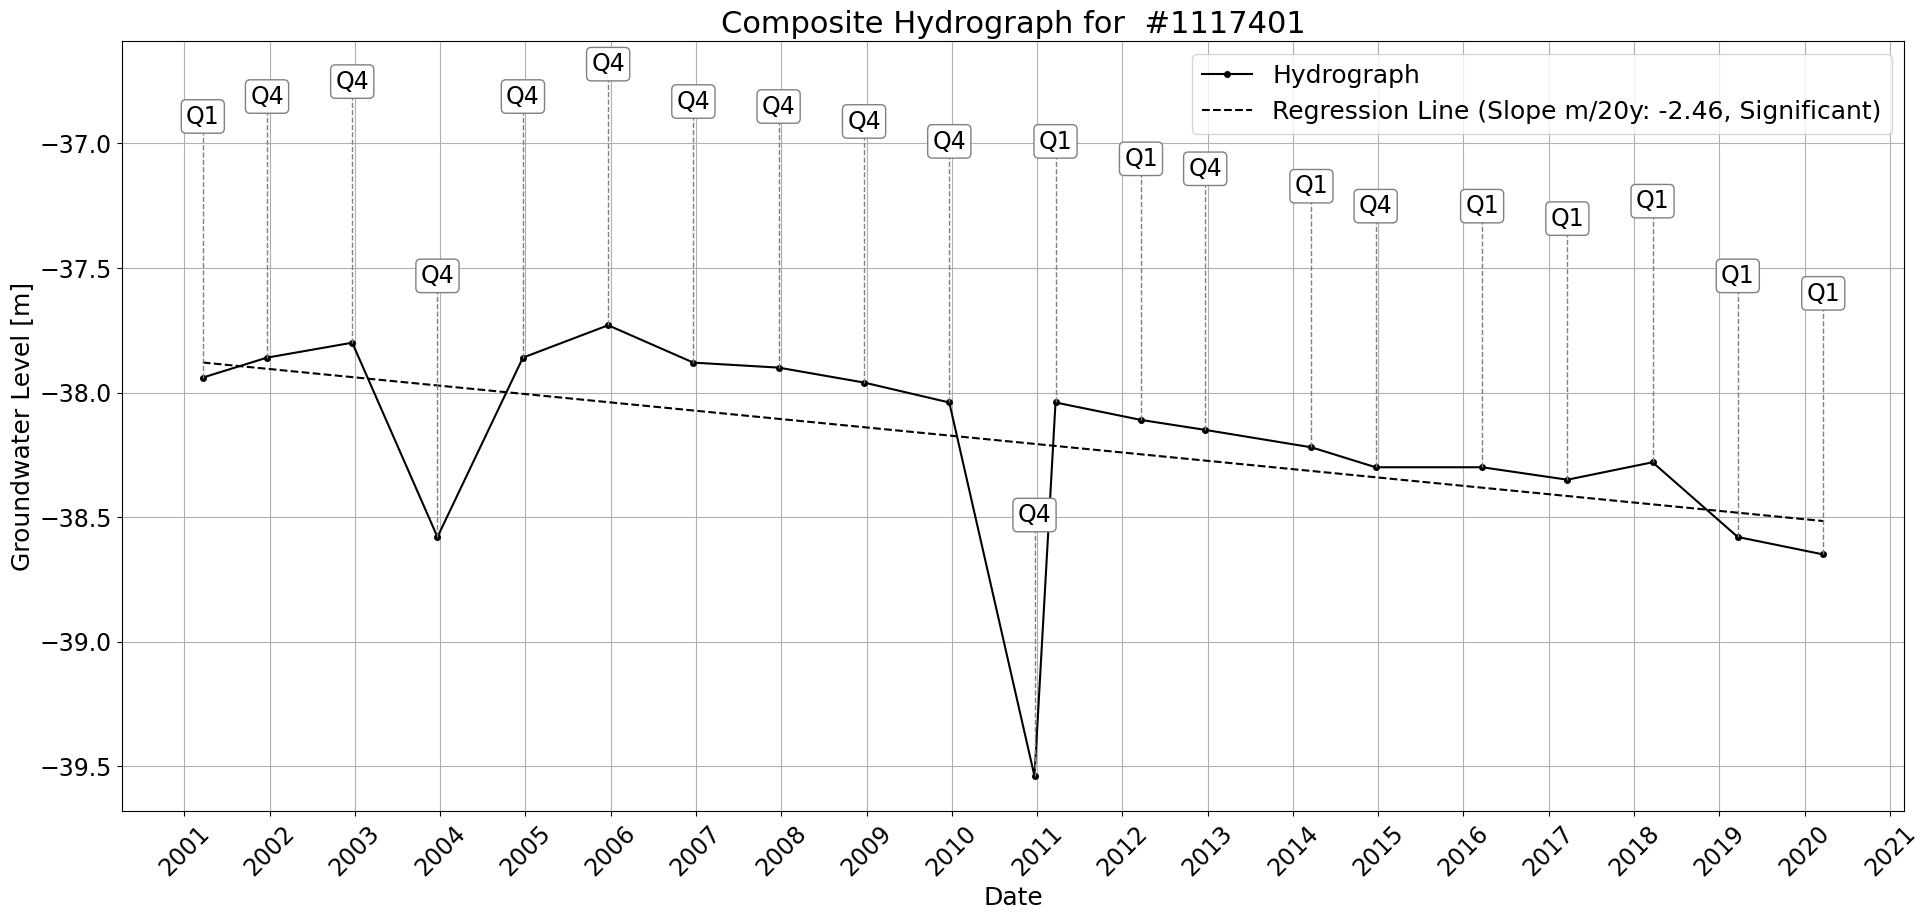 Composite Hydrograph for  #1117401
Hydrograph
Regression Line (Slope m/20y: -2.46, Significant)
Q1
Q4
Q4
Q4
Q4
Q4
Q4
Q4
Q4
Q4
Q4
Q1
Q1
Q4
Q1
Q4
Q1
Q1
Q1
Q1
Q1
Groundwater Level [m]
−37.0
−37.5
−38.0
−38.5
−39.0
−39.5
2001
2002
2003
2004
2005
2006
2007
2008
2009
2010
2011
2012
2013
2014
2015
2016
2017
2018
2019
2020
2021
Date